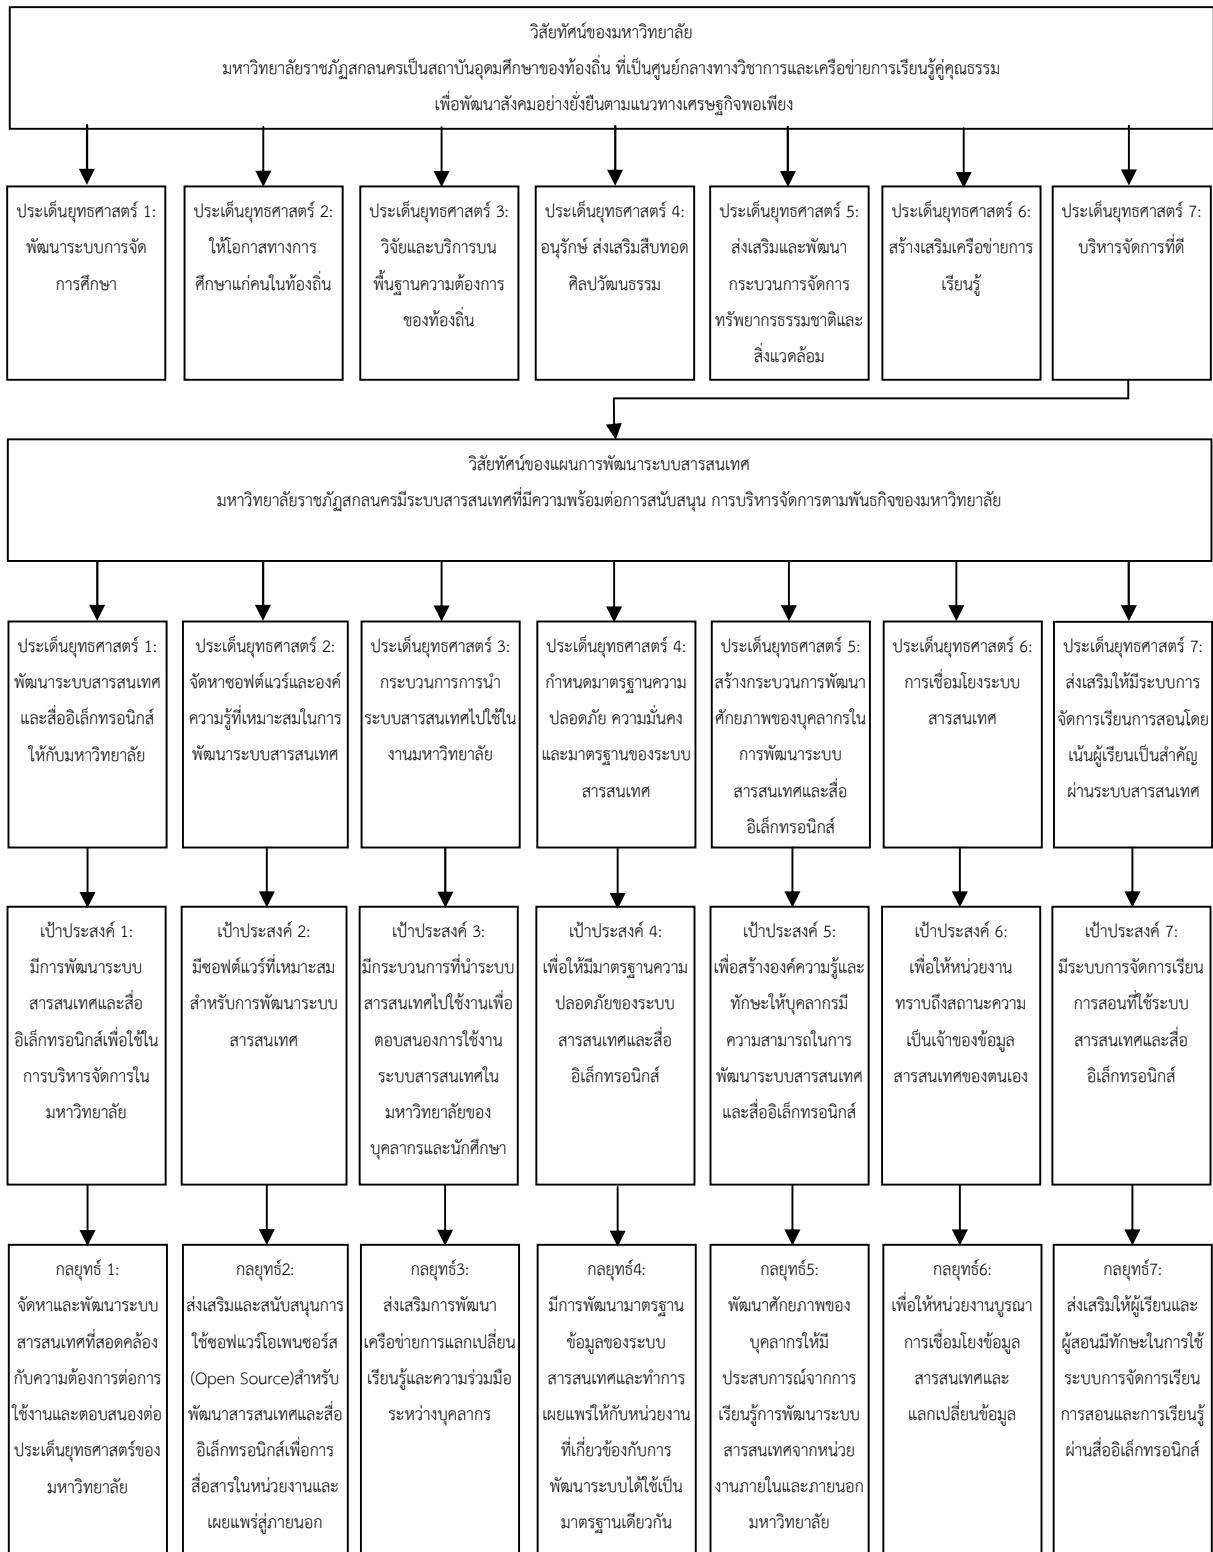 วิสัยทัศน์ของมหาวิทยาลัย
มหาวิทยาลัยราชภัฏสกลนครเป็นสถาบันอุดมศึกษาของท้องถิ่น ที่เป็นศูนย์กลางทางวิชาการและเครือข่ายการเรียนรู้คู่คุณธรรม
เพื่อพัฒนาสังคมอย่างยั่งยืนตามแนวทางเศรษฐกิจพอเพียง
ประเด็นยุทธศาสตร์ 1:
พัฒนาระบบการจัด
การศึกษา
ประเด็นยุทธศาสตร์ 2:
ให้โอกาสทางการ
ศึกษาแก่คนในท้องถิ่น
ประเด็นยุทธศาสตร์ 3:
วิจัยและบริการบน
พื้นฐานความต้องการ
ของท้องถิ่น
ประเด็นยุทธศาสตร์ 4:
อนุรักษ์ ส่งเสริมสืบทอด
ศิลปวัฒนธรรม
ประเด็นยุทธศาสตร์ 5:
ส่งเสริมและพัฒนา
กระบวนการจัดการ
ทรัพยากรธรรมชาติและ
สิ่งแวดล้อม
ประเด็นยุทธศาสตร์ 6:
สร้างเสริมเครือข่ายการ
เรียนรู้
ประเด็นยุทธศาสตร์ 7:
บริหารจัดการที่ดี
วิสัยทัศน์ของแผนการพัฒนาระบบสารสนเทศ
มหาวิทยาลัยราชภัฏสกลนครมีระบบสารสนเทศที่มีความพร้อมต่อการสนับสนุน การบริหารจัดการตามพันธกิจของมหาวิทยาลัย
ประเด็นยุทธศาสตร์ 1:
พัฒนาระบบสารสนเทศ
และสื่ออิเล็กทรอนิกส์
ให้กับมหาวิทยาลัย
ประเด็นยุทธศาสตร์ 2:
จัดหาซอฟต์แวร์และองค์
ความรู้ที่เหมาะสมในการ
พัฒนาระบบสารสนเทศ
ประเด็นยุทธศาสตร์ 3:
กระบวนการการนำ
ระบบสารสนเทศไปใช้ใน
งานมหาวิทยาลัย
ประเด็นยุทธศาสตร์ 4:
กำหนดมาตรฐานความ
ปลอดภัย ความมั่นคง
และมาตรฐานของระบบ
สารสนเทศ
ประเด็นยุทธศาสตร์ 5:
สร้างกระบวนการพัฒนา
ศักยภาพของบุคลากรใน
การพัฒนาระบบ
สารสนเทศและสื่อ
อิเล็กทรอนิกส์
ประเด็นยุทธศาสตร์ 6:
การเชื่อมโยงระบบ
สารสนเทศ
ประเด็นยุทธศาสตร์ 7:
ส่งเสริมให้มีระบบการ
จัดการเรียนการสอนโดย
เน้นผู้เรียนเป็นสำคัญ
ผ่านระบบสารสนเทศ
เป้าประสงค์ 1:
มีการพัฒนาระบบ
สารสนเทศและสื่อ
อิเล็กทรอนิกส์เพื่อใช้ใน
การบริหารจัดการใน
มหาวิทยาลัย
เป้าประสงค์ 2:
มีซอฟต์แวร์ที่เหมาะสม
สำหรับการพัฒนาระบบ
สารสนเทศ
เป้าประสงค์ 3:
มีกระบวนการที่นำระบบ
สารสนเทศไปใช้งานเพื่อ
ตอบสนองการใช้งาน
ระบบสารสนเทศใน
มหาวิทยาลัยของ
บุคลากรและนักศึกษา
เป้าประสงค์ 4:
เพื่อให้มีมาตรฐานความ
ปลอดภัยของระบบ
สารสนเทศและสื่อ
อิเล็กทรอนิกส์
เป้าประสงค์ 5:
เพื่อสร้างองค์ความรู้และ
ทักษะให้บุคลากรมี
ความสามารถในการ
พัฒนาระบบสารสนเทศ
และสื่ออิเล็กทรอนิกส์
เป้าประสงค์ 6:
เพื่อให้หน่วยงาน
ทราบถึงสถานะความ
เป็นเจ้าของข้อมูล
สารสนเทศของตนเอง
เป้าประสงค์ 7:
มีระบบการจัดการเรียน
การสอนที่ใช้ระบบ
สารสนเทศและสื่อ
อิเล็กทรอนิกส์
กลยุทธ์ 1:
จัดหาและพัฒนาระบบ
สารสนเทศที่สอดคล้อง
กับความต้องการต่อการ
ใช้งานและตอบสนองต่อ
ประเด็นยุทธศาสตร์ของ
มหาวิทยาลัย
กลยุทธ์2:
ส่งเสริมและสนับสนุนการ
ใช้ซอฟแวร์โอเพนซอร์ส
(Open Source)สำหรับ
พัฒนาสารสนเทศและสื่อ
อิเล็กทรอนิกส์เพื่อการ
สื่อสารในหน่วยงานและ
เผยแพร่สู่ภายนอก
กลยุทธ์3:
ส่งเสริมการพัฒนา
เครือข่ายการแลกเปลี่ยน
เรียนรู้และความร่วมมือ
ระหว่างบุคลากร
กลยุทธ์4:
มีการพัฒนามาตรฐาน
ข้อมูลของระบบ
สารสนเทศและทำการ
เผยแพร่ให้กับหน่วยงาน
ที่เกี่ยวข้องกับการ
พัฒนาระบบได้ใช้เป็น
มาตรฐานเดียวกัน
กลยุทธ์5:
พัฒนาศักยภาพของ
บุคลากรให้มี
ประสบการณ์จากการ
เรียนรู้การพัฒนาระบบ
สารสนเทศจากหน่วย
งานภายในและภายนอก
มหาวิทยาลัย
กลยุทธ์6:
เพื่อให้หน่วยงานบูรณา
การเชื่อมโยงข้อมูล
สารสนเทศและ
แลกเปลี่ยนข้อมูล
กลยุทธ์7:
ส่งเสริมให้ผู้เรียนและ
ผู้สอนมีทักษะในการใช้
ระบบการจัดการเรียน
การสอนและการเรียนรู้
ผ่านสื่ออิเล็กทรอนิกส์